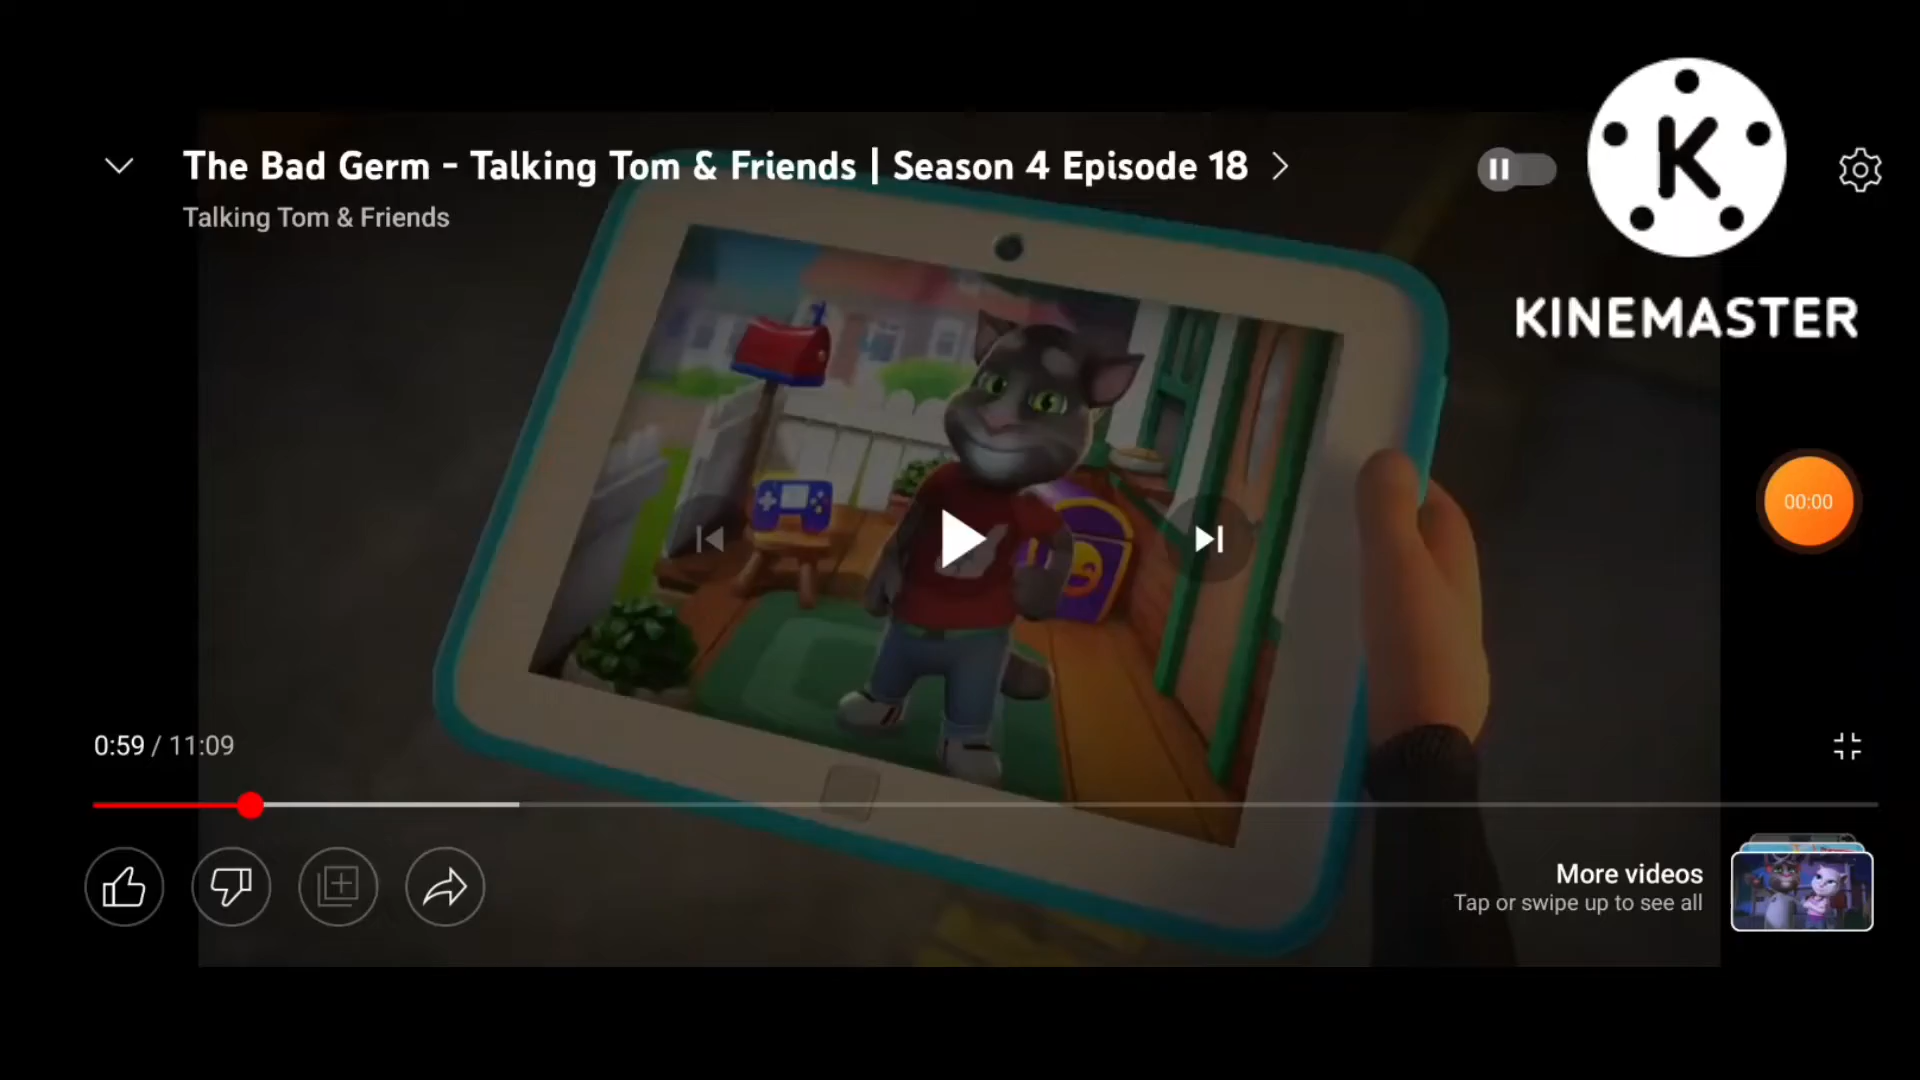 The Bad Germ - Talking Tom & Friends | Season 4 Episode 18
Talking Tom & Friends
K
KINEMASTER
00:00
0:59 / 11:09
More videos
Tap or swipe up to see all